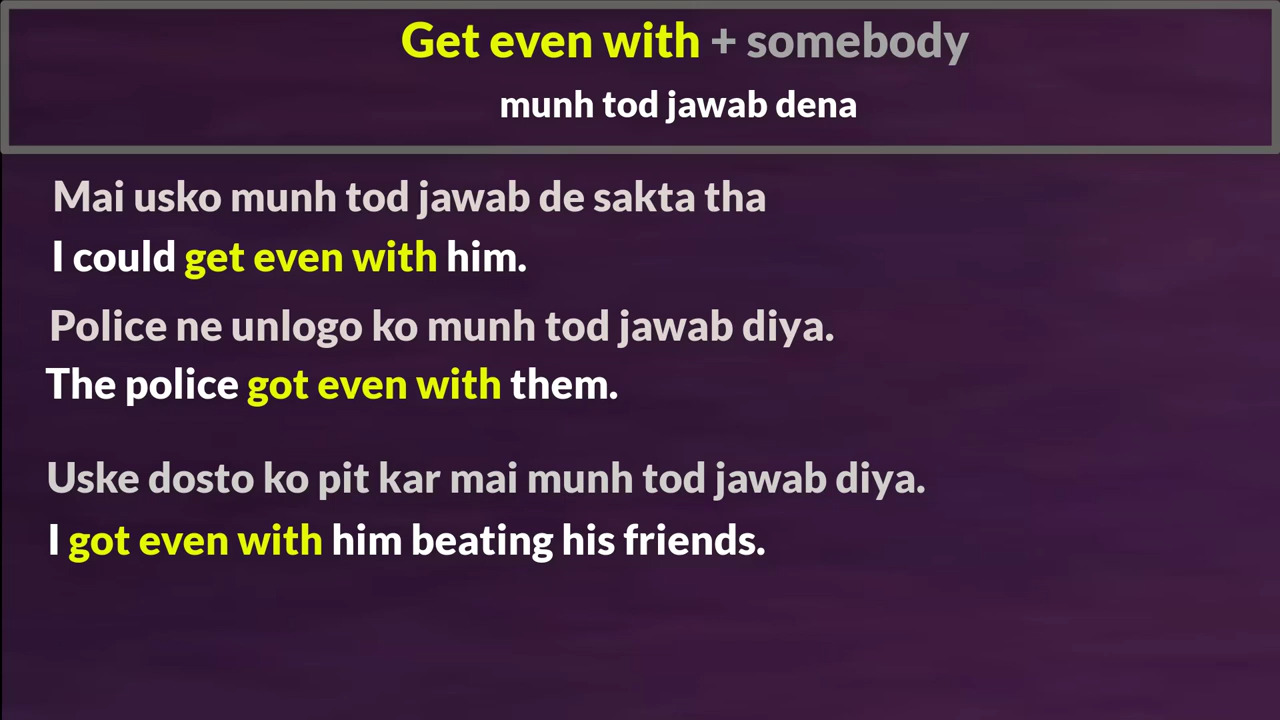 Get even with + somebody
munh tod jawab dena
Mai usko munh tod jawab de sakta tha
I could get even with him.
Police ne unlogo ko munh tod jawab diya.
The police got even with them.
Uske dosto ko pit kar mai munh tod jawab diya.
I got even with him beating his friends.